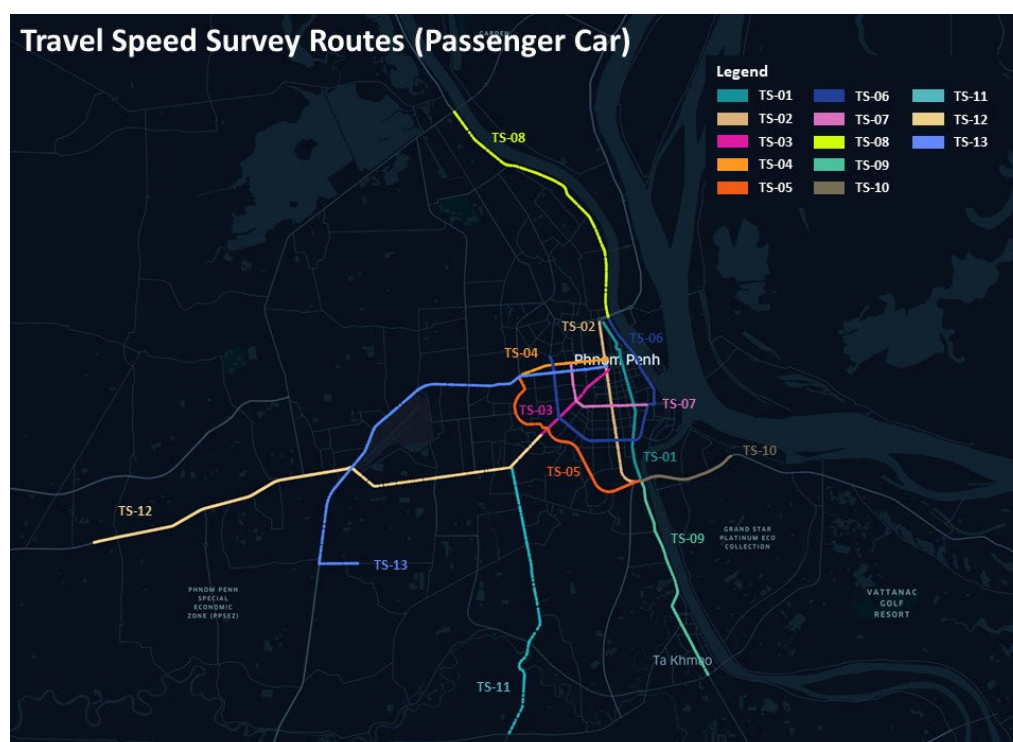 Travel Speed Survey Routes (Passenger Car)
GARDEN
Legend
TS-01
TS-02
TS-03
TS-04
TS-05
TS-06
TS-07
TS-08
TS-09
TS-10
TS-11
TS-12
TS-13
TS-08
TS-02
TS-06
TS-04
Phnom Penh
TS-03
TS-07
TS-01
TS-10
TS-05
TS-12
TS-09
GRAND STAR
PLATINUM ECO
COLLECTION
TS-13
PHNOM PENH
SPECIAL
ECONOMIC
ZONE (PPSEZ)
VATTANAC
GOLF
RESORT
Ta Khmao
TS-11